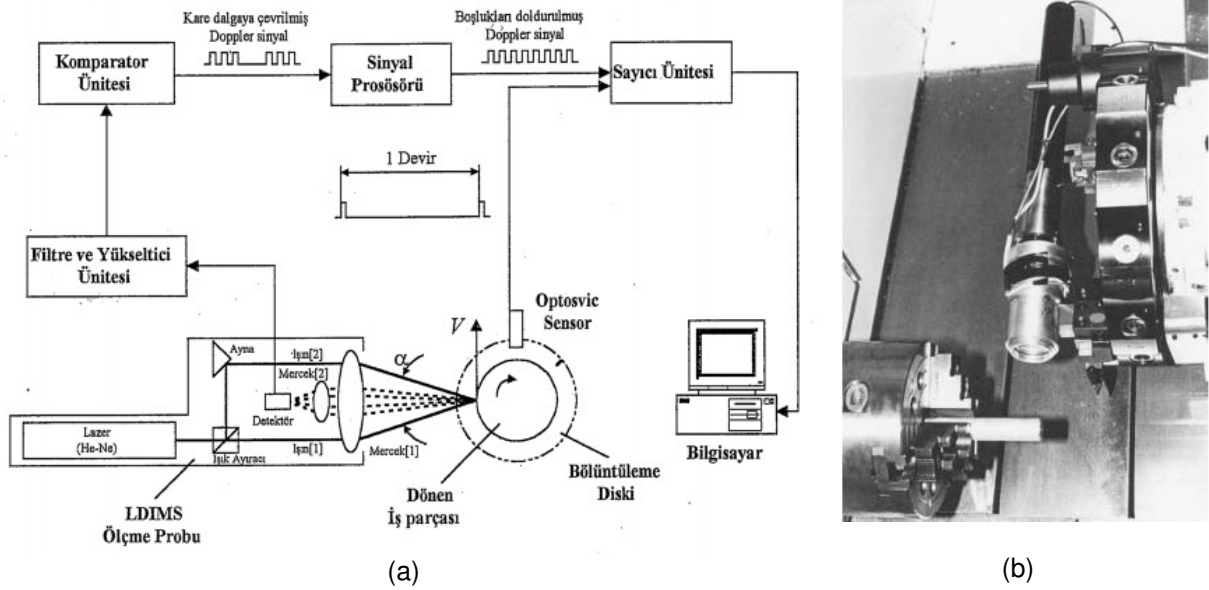 Kare dalgaya çevrilmiş
Doppler sinyal
Boşlukları doldurulmuş
Doppler sinyal
Komparator
Ünitesi
Sinyal
Prosösörü
Sayıcı Ünitesi
1 Devir
Filtre ve Yükseltici
Ünitesi
Optosvic
Sensor
V
Ayna
Işın[2]
α
Mercek[2]
Detektör
Lazer
(He-Ne)
Işık Ayıracı
Işın[1]
Mercek[1]
Bilgisayar
Bölüntüleme
Diski
Dönen
İş parçası
LDIMS
Ölçme Probu
(a)
(b)